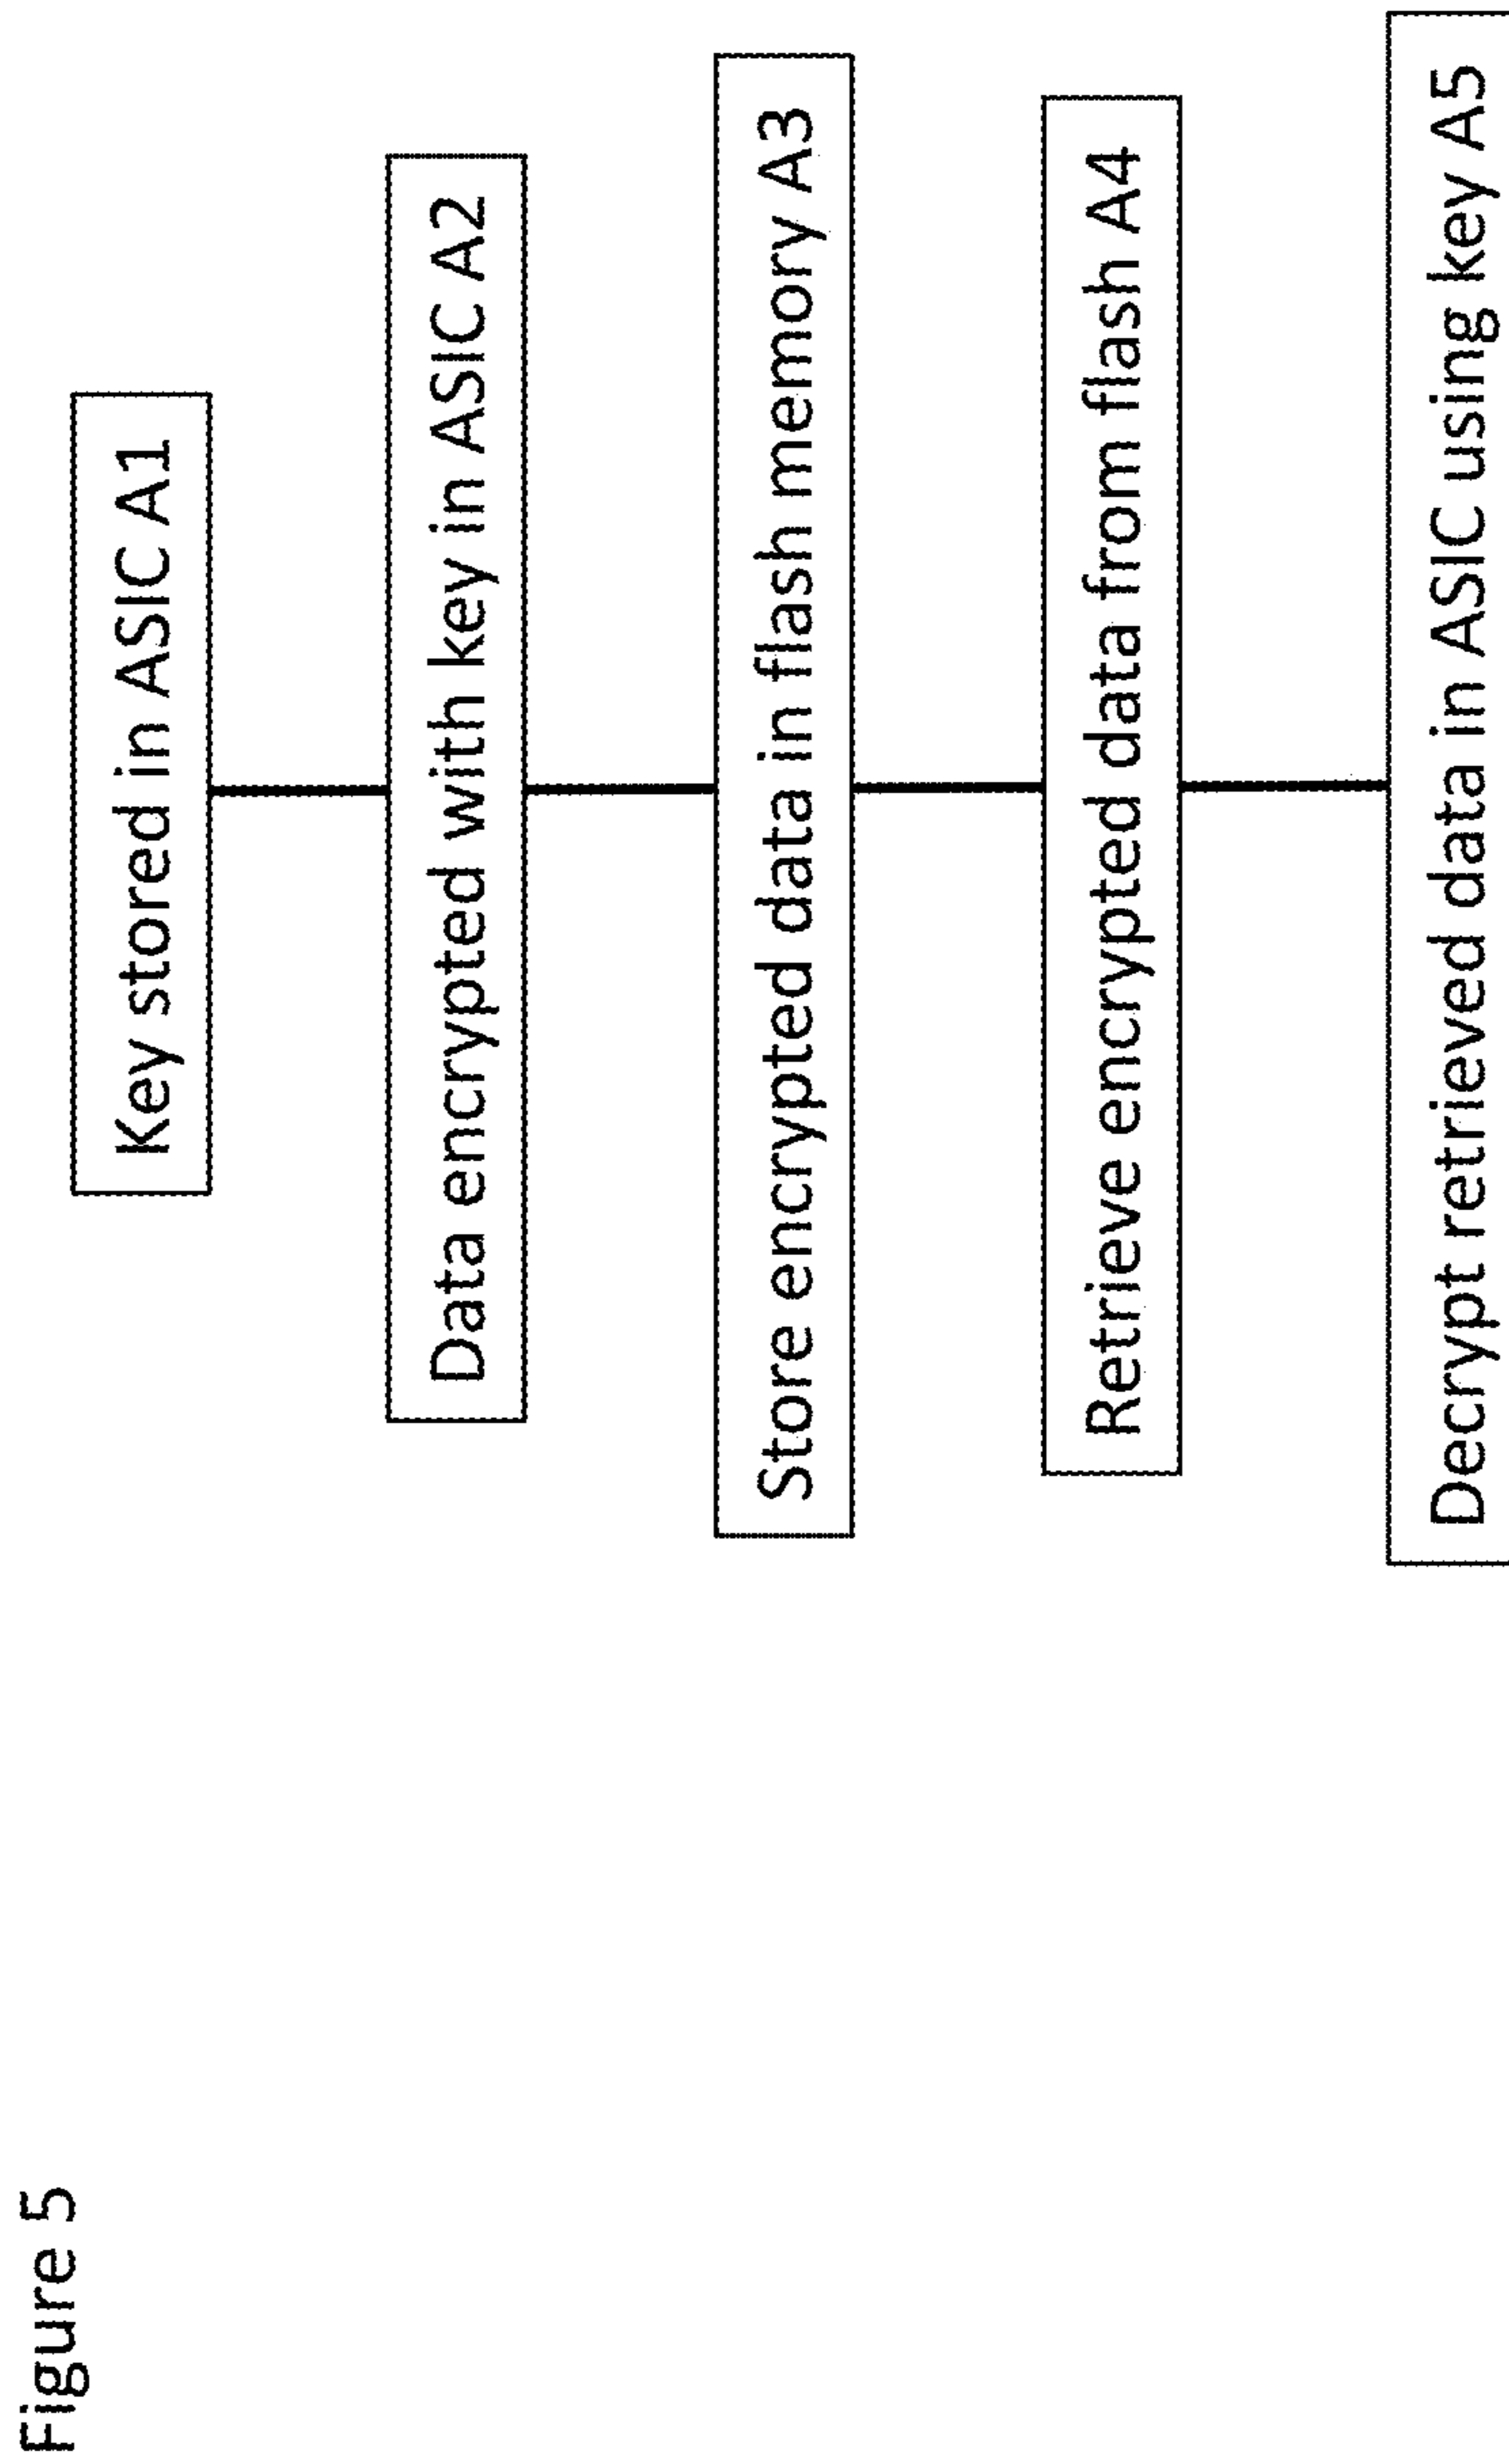 Figure 5
Key stored in ASIC A1
Data encrypted with key in ASIC A2
Store encrypted data in flash memory A3
Retrieve encrypted data from flash A4
Decrypt retrieved data in ASIC using key A5